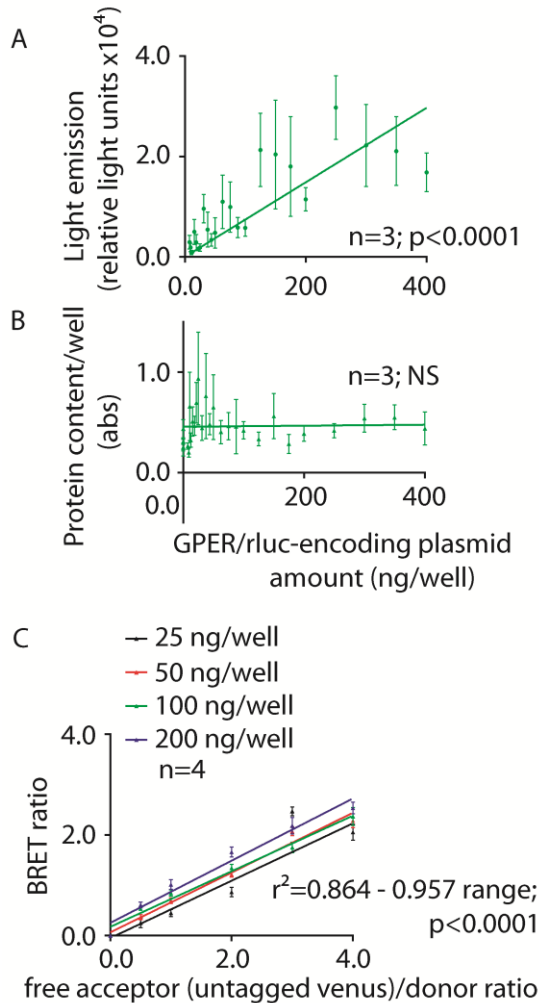 A
Light emission
(relative light units x10⁴)
4.0
2.0
0.0
n=3; p<0.0001
0.0
200
400
B
Protein content/well
(abs)
1.0
0.0
n=3; NS
0.0
200
400
GPER/rluc-encoding plasmid
amount (ng/well)
C
25 ng/well
50 ng/well
100 ng/well
200 ng/well
n=4
BRET ratio
4.0
2.0
0.0
r²=0.864 - 0.957 range;
p<0.0001
0.0
2.0
4.0
free acceptor (untagged venus)/donor ratio